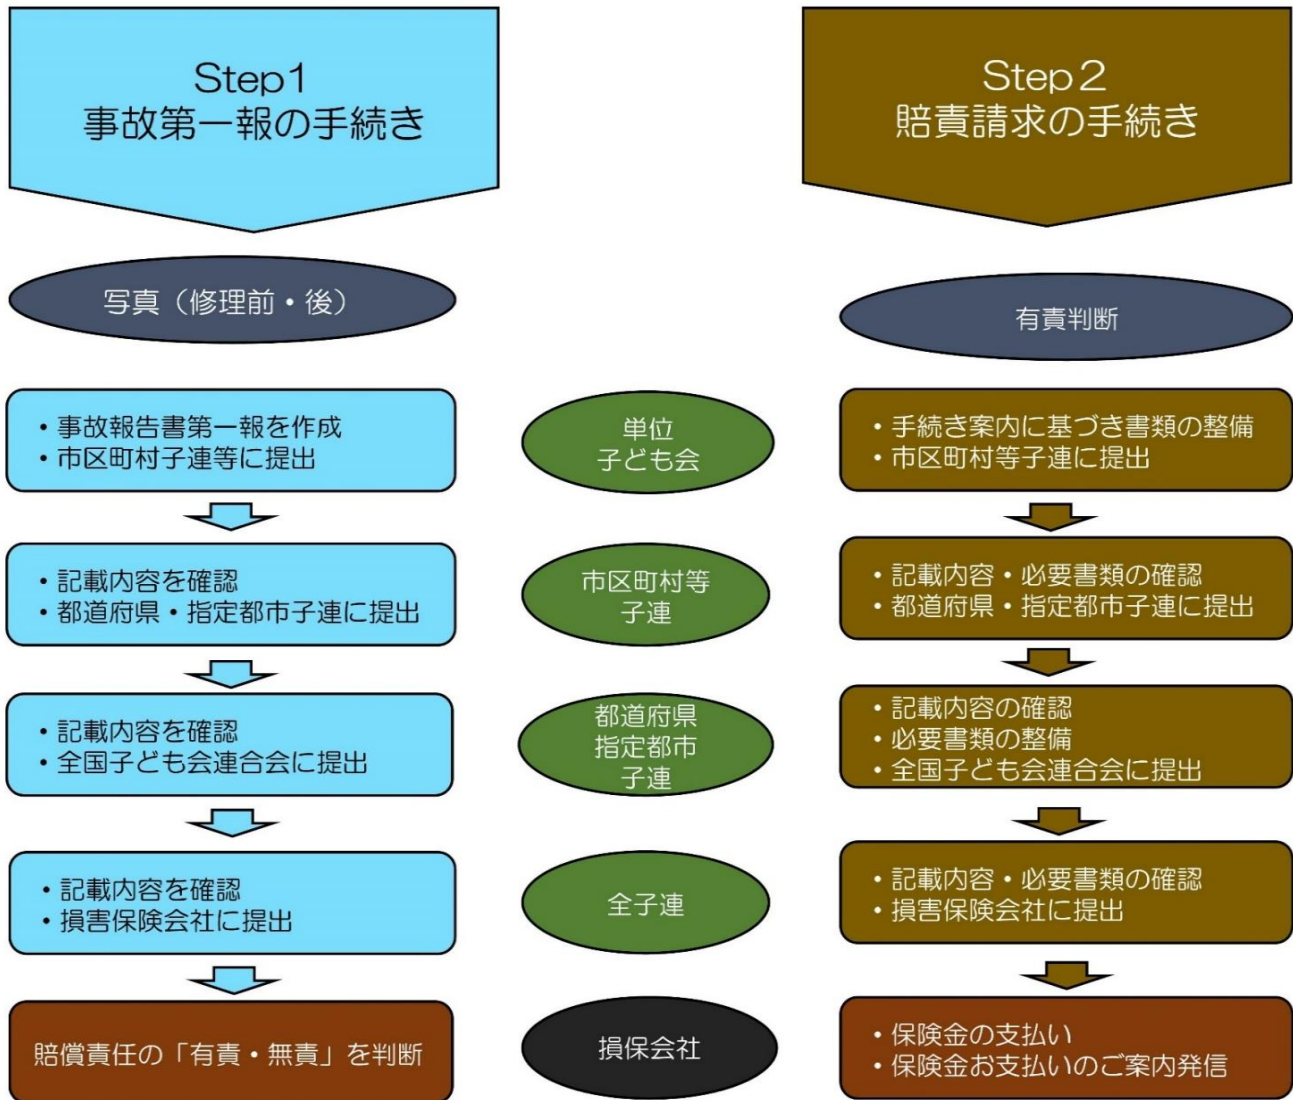 Step1
事故第一報の手続き
写真（修理前・後）
・事故報告書第一報を作成
・市区町村子連等に提出
・記載内容を確認
・都道府県・指定都市子連に提出
・記載内容を確認
・全国子ども会連合会に提出
・記載内容を確認
・損害保険会社に提出
賠償責任の「有責・無責」を判断
単位
子ども会
市区町村等
子連
都道府県
指定都市
子連
全子連
損保会社
Step２
賠責請求の手続き
有責判断
・手続き案内に基づき書類の整備
・市区町村等子連に提出
・記載内容・必要書類の確認
・都道府県・指定都市子連に提出
・記載内容の確認
・必要書類の整備
・全国子ども会連合会に提出
・記載内容・必要書類の確認
・損害保険会社に提出
・保険金の支払い
・保険金お支払いのご案内発信